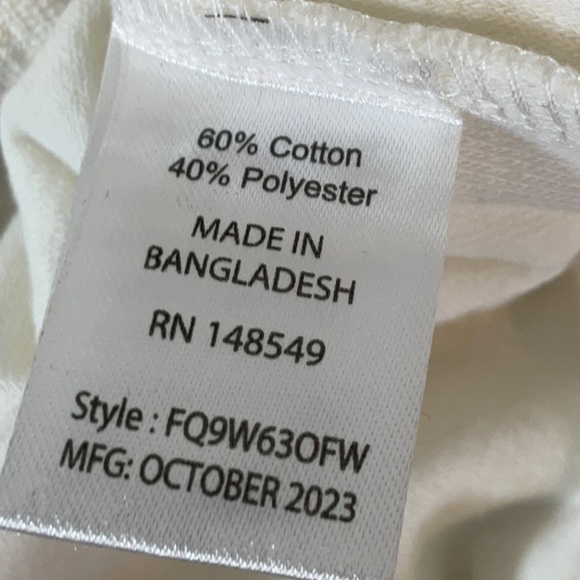 60% Cotton
40% Polyester
MADE IN
BANGLADESH
RN 148549
Style : FQ9W63OFW
MFG: OCTOBER 2023